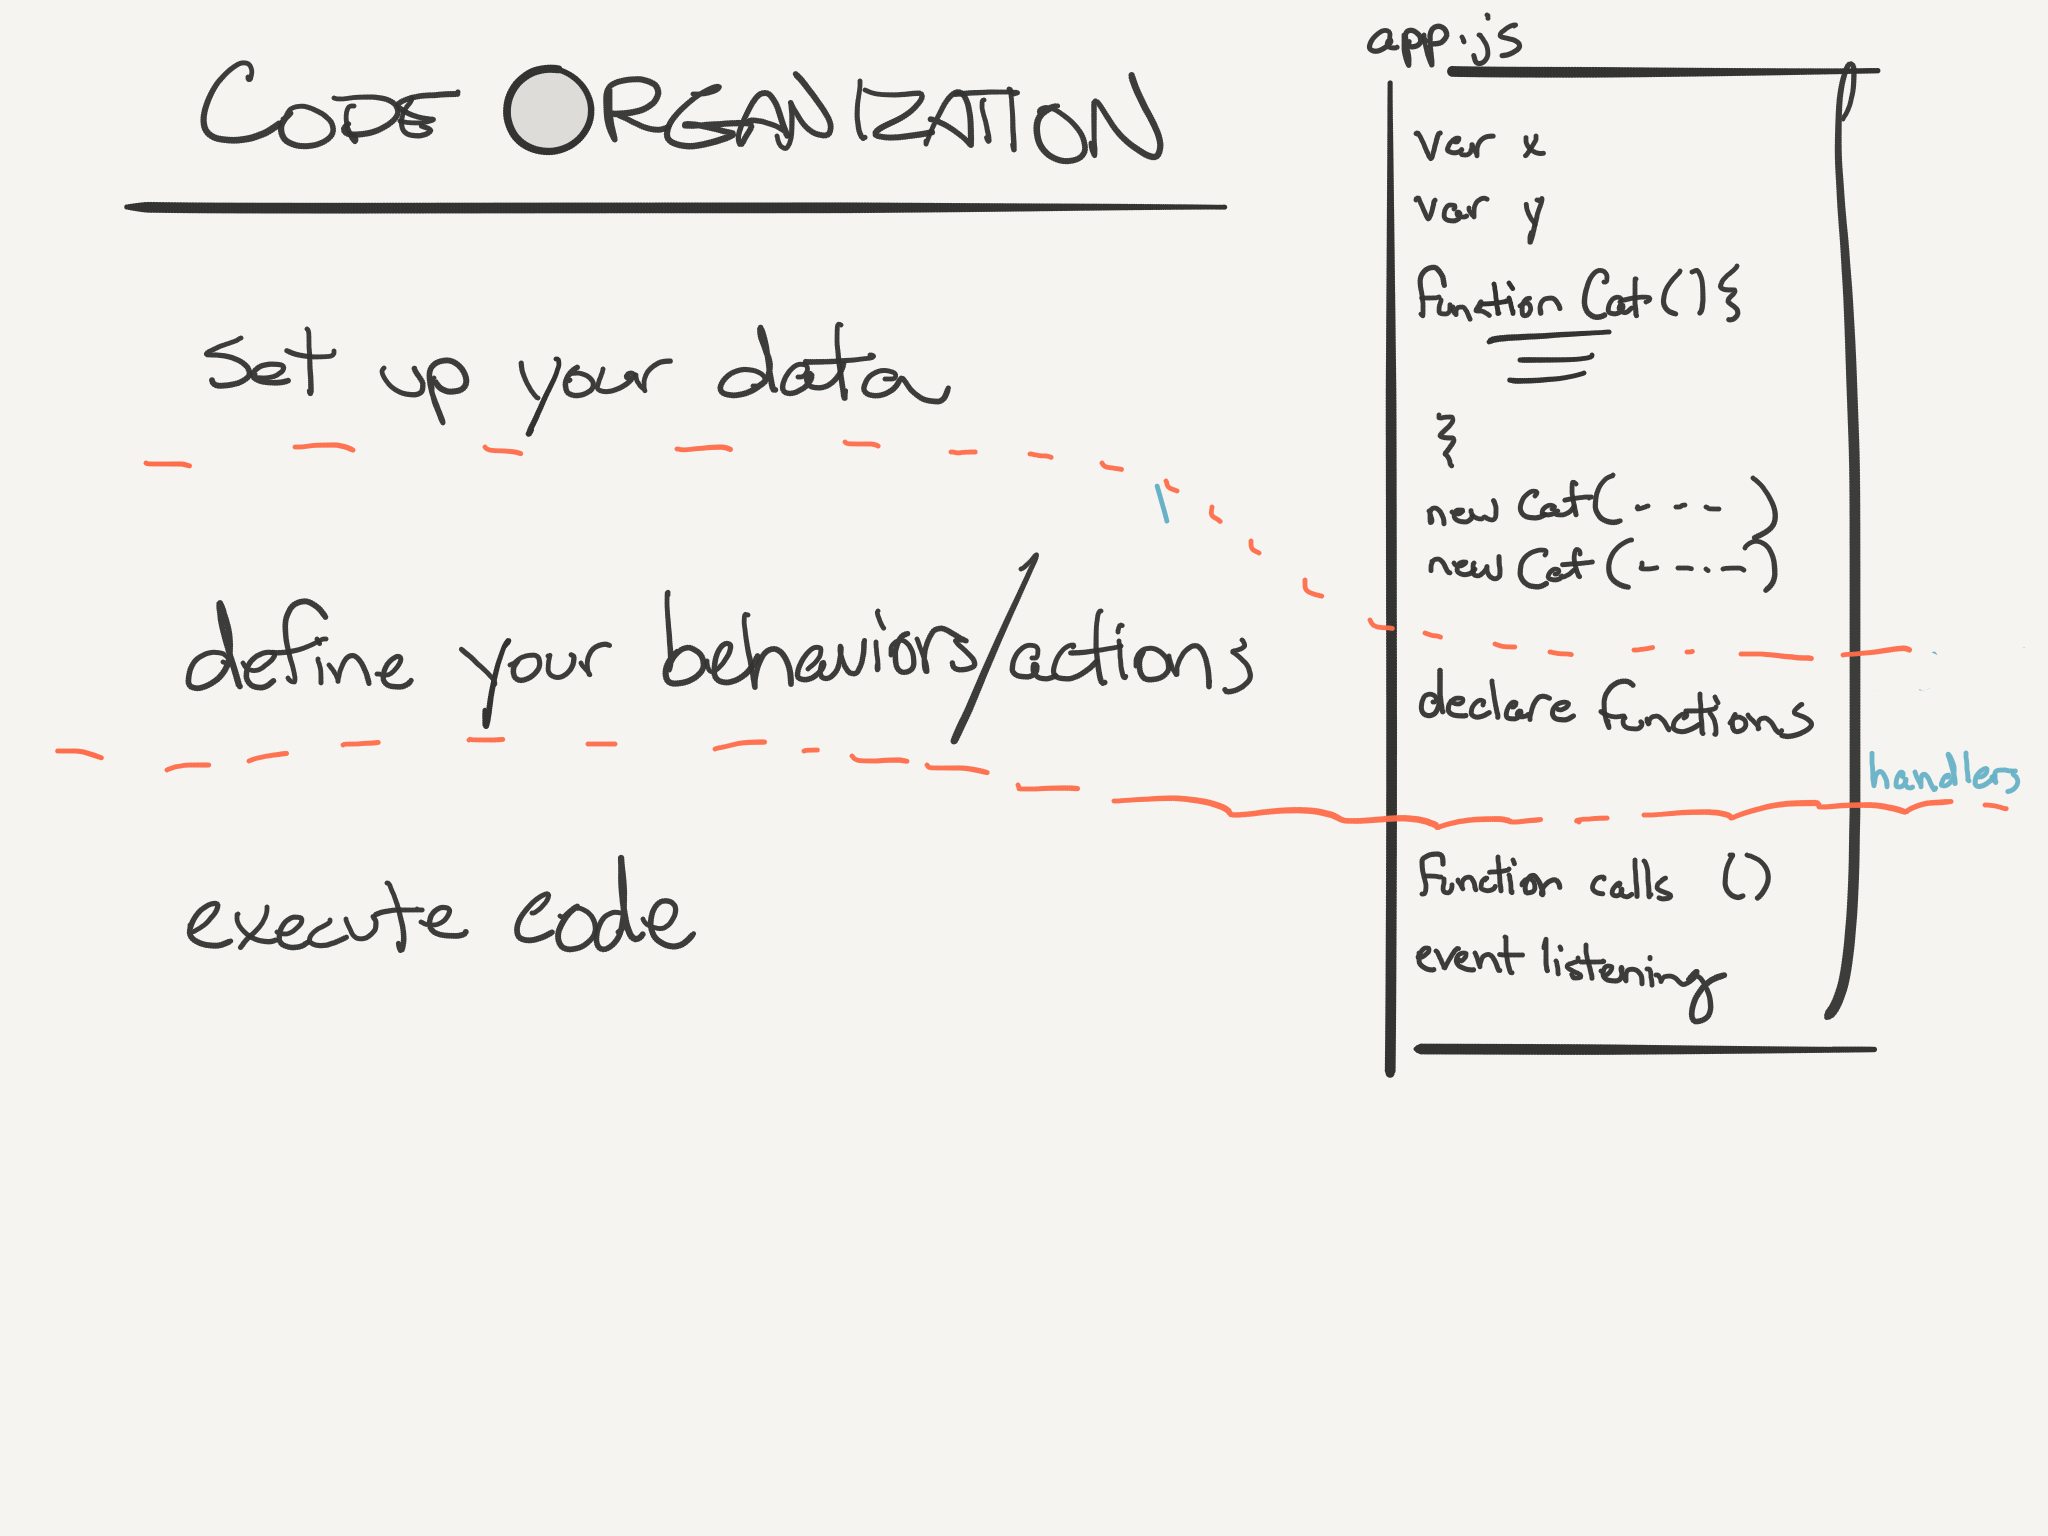 CODE ORGANIZATION
set up your data
define your behaviors/actions
execute code
app.js
var x
var y
function Cat(){
}
new Cat(----)
new Cat(-----)
declare functions
handlers
function calls ()
event listening